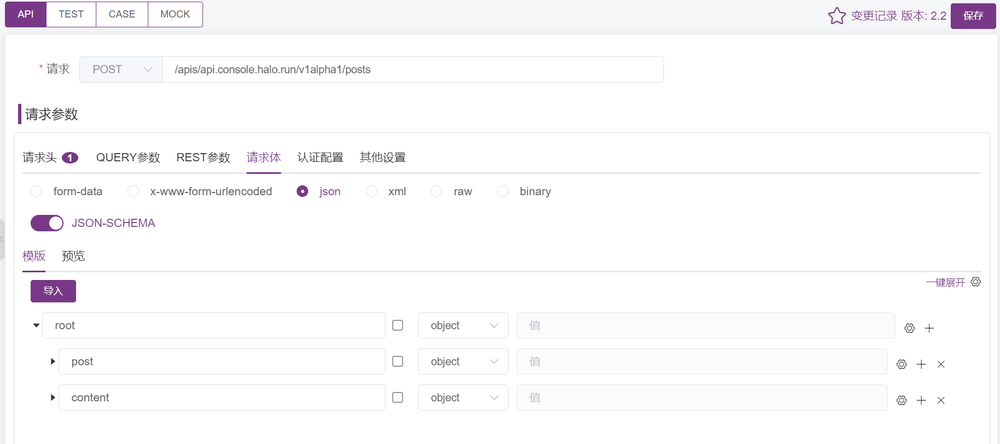 API TEST CASE MOCK 变更记录 版本: 2.2 保存
* 请求 POST /apis/api.console.halo.run/v1alpha1/posts
请求参数
请求头 1 QUERY参数 REST参数 请求体 认证配置 其他设置
form-data x-www-form-urlencoded json xml raw binary
JSON-SCHEMA
模版 预览
导入 一键展开
root object 值
post object 值
content object 值